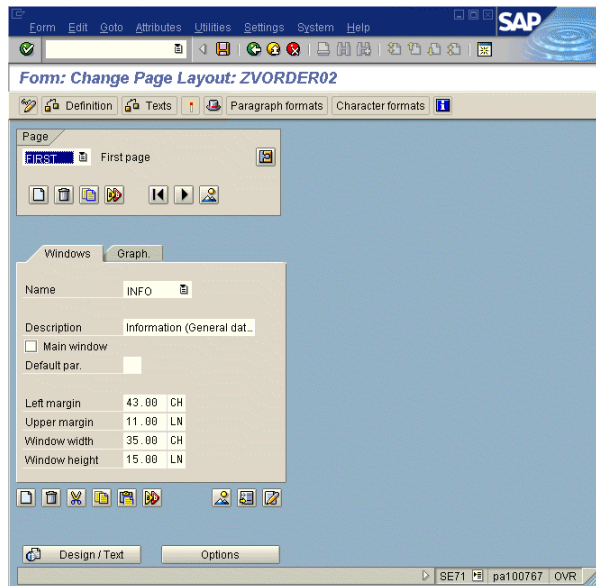 Form Edit Goto Attributes Utilities Settings System Help
SAP
Form: Change Page Layout: ZVORDER02
Definition Texts Paragraph formats Character formats
Page
FIRST First page
Windows Graph.
Name INFO
Description Information (General dat..
Main window
Default par.
Left margin 43.00 CH
Upper margin 11.00 LN
Window width 35.00 CH
Window height 15.00 LN
Design / Text Options
SE71 pa100767 OVR